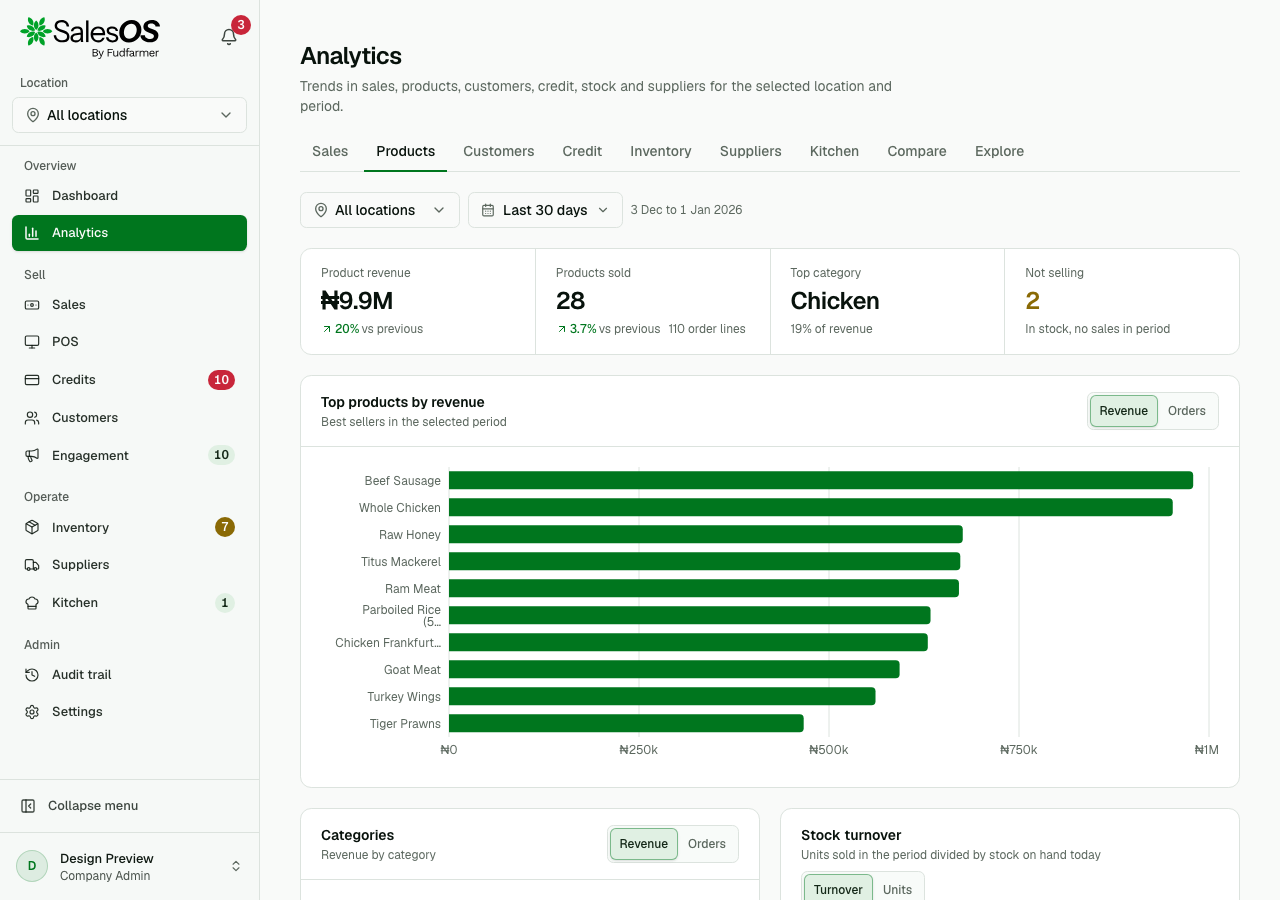 SalesOS
By Fudfarmer
3
Location
All locations
Overview
Dashboard
Analytics
Sell
Sales
POS
Credits 10
Customers
Engagement 10
Operate
Inventory 7
Suppliers
Kitchen 1
Admin
Audit trail
Settings
Collapse menu
D
Design Preview
Company Admin
Analytics
Trends in sales, products, customers, credit, stock and suppliers for the selected location and
period.
Sales Products Customers Credit Inventory Suppliers Kitchen Compare Explore
All locations Last 30 days 3 Dec to 1 Jan 2026
Product revenue
₦9.9M
20% vs previous
Products sold
28
3.7% vs previous 110 order lines
Top category
Chicken
19% of revenue
Not selling
2
In stock, no sales in period
Top products by revenue
Best sellers in the selected period
Revenue Orders
Beef Sausage
Whole Chicken
Raw Honey
Titus Mackerel
Ram Meat
Parboiled Rice
(5…
Chicken Frankfurt…
Goat Meat
Turkey Wings
Tiger Prawns
₦0 ₦250k ₦500k ₦750k ₦1M
Categories
Revenue by category
Revenue Orders
Stock turnover
Units sold in the period divided by stock on hand today
Turnover Units